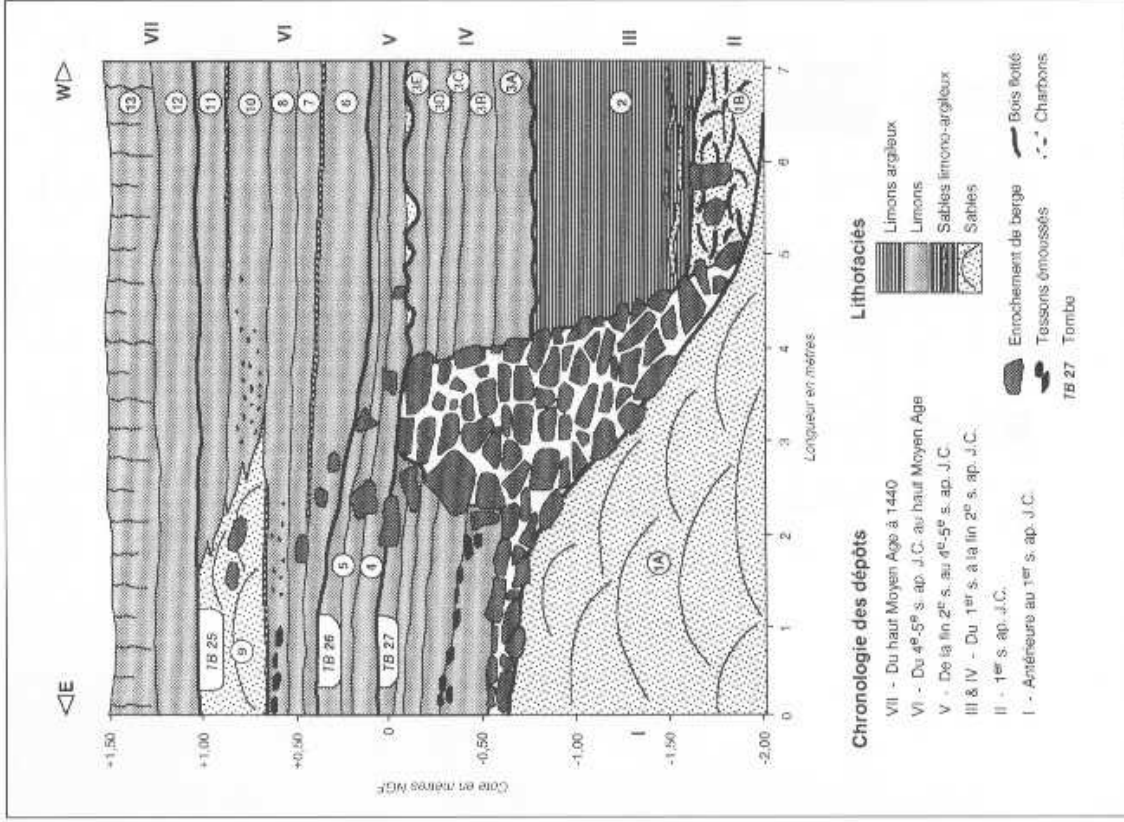 ◁E
W▷
+1,50
+1,00
+0,50
0
-0,50
-1,00
-1,50
-2,00
Cote en mètres NGF
0 1 2 3 4 5 6 7
Longueur en mètres
TB 25
TB 26
TB 27
9
5
4
1A
I
13
12
11
10
8
7
6
3E
3D
3C
3B
3A
2
1B
VII
VI
V
IV
III
II
Chronologie des dépôts
VII - Du haut Moyen Age à 1440
VI - Du 4e-5e s. ap. J.C. au haut Moyen Age
V - De la fin 2e s. au 4e-5e s. ap. J.C.
III & IV - Du 1er s. à la fin 2e s. ap. J.C.
II - 1er s. ap. J.C.
I - Antérieure au 1er s. ap. J.C.
Lithofaciès
Limons argileux
Limons
Sables limono-argileux
Sables
Enrochement de berge
Tessons émoussés
TB 27 Tombe
Bois flotté
Charbons